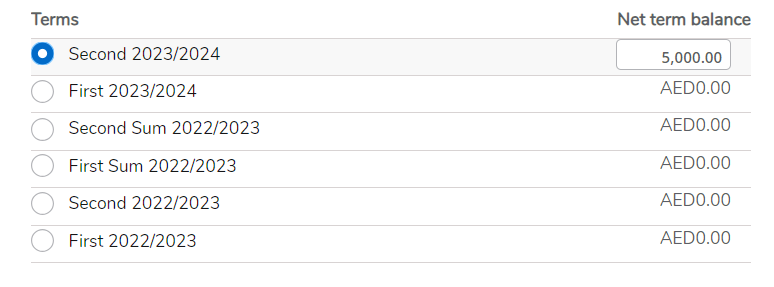 Terms Net term balance
Second 2023/2024 5,000.00
First 2023/2024 AED0.00
Second Sum 2022/2023 AED0.00
First Sum 2022/2023 AED0.00
Second 2022/2023 AED0.00
First 2022/2023 AED0.00